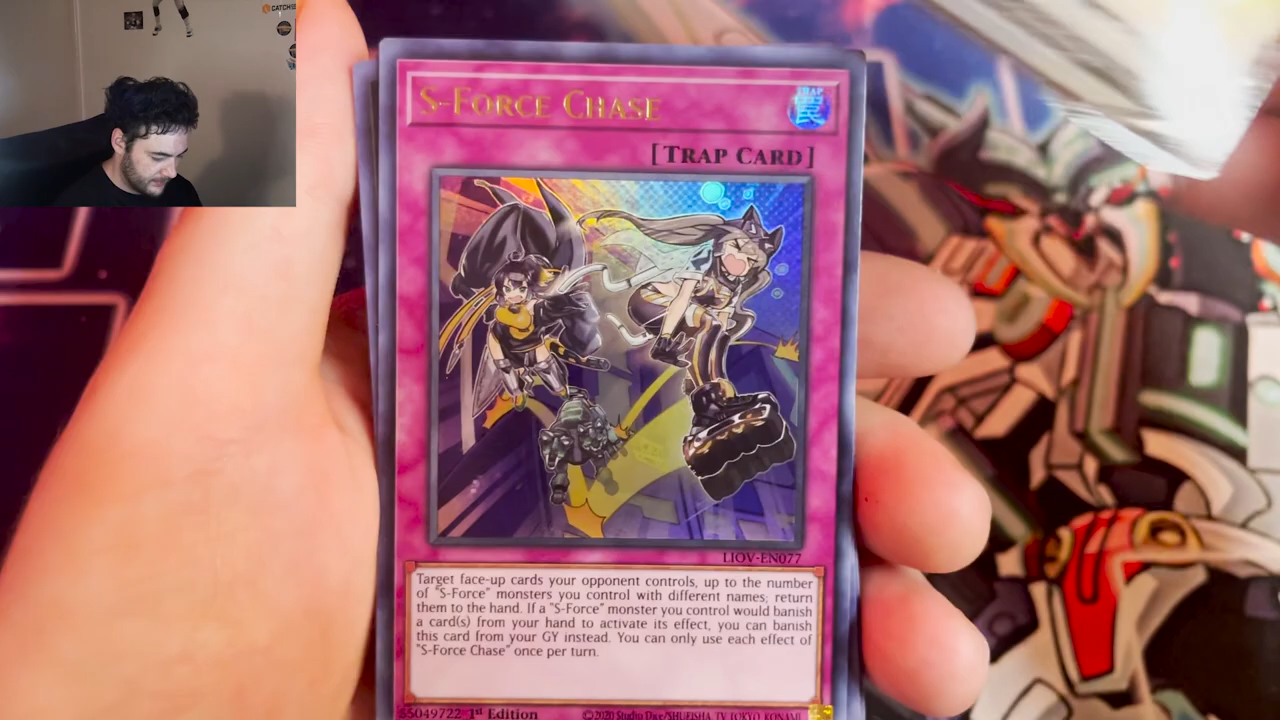 CATCH
S-FORCE CHASE
TRAP
罠
[TRAP CARD]
LIOV-EN077
Target face-up cards your opponent controls, up to the number
of "S-Force" monsters you control with different names; return
them to the hand. If a "S-Force" monster you control would banish
a card(s) from your hand to activate its effect, you can banish
this card from your GY instead. You can only use each effect of
"S-Force Chase" once per turn.
55049722 1st Edition
©2020 Studio Dice/SHUEISHA, TV TOKYO, KONAMI